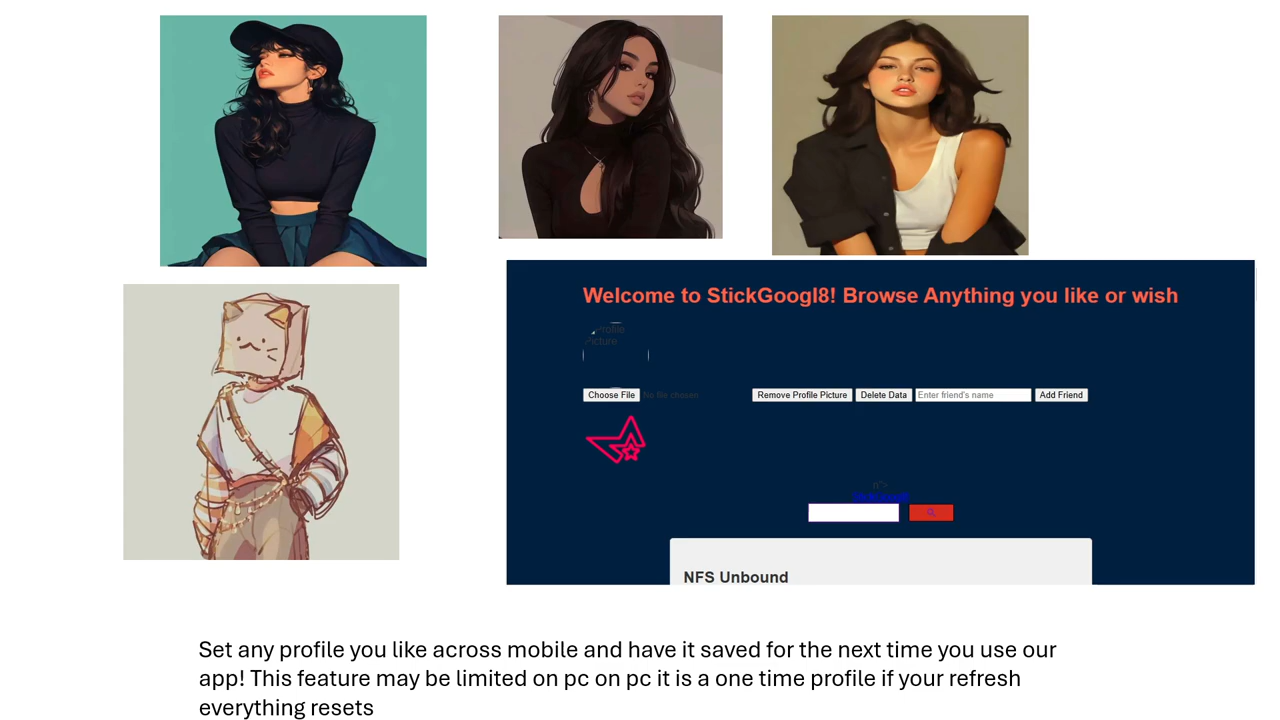 Welcome to StickGoogl8! Browse Anything you like or wish
Profile
Picture
Choose File No file chosen Remove Profile Picture Delete Data Enter friend's name Add Friend
n">
NFS Unbound
Set any profile you like across mobile and have it saved for the next time you use our
app! This feature may be limited on pc on pc it is a one time profile if your refresh
everything resets